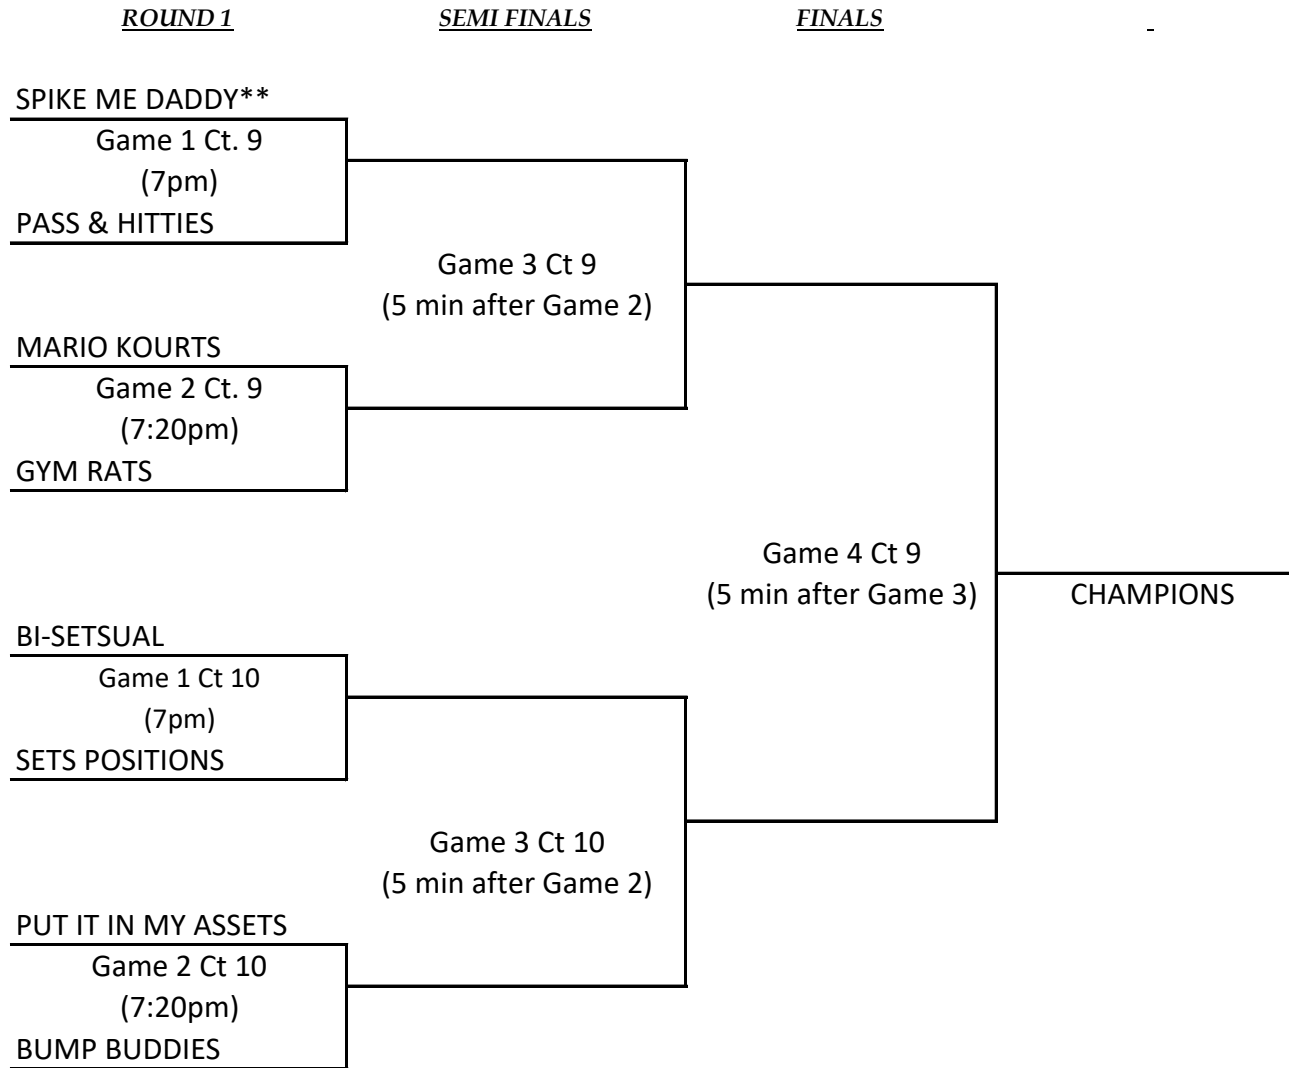 ROUND 1
SEMI FINALS
FINALS
SPIKE ME DADDY**
Game 1 Ct. 9
(7pm)
PASS & HITTIES
Game 3 Ct 9
(5 min after Game 2)
MARIO KOURTS
Game 2 Ct. 9
(7:20pm)
GYM RATS
Game 4 Ct 9
(5 min after Game 3)
CHAMPIONS
BI-SETSUAL
Game 1 Ct 10
(7pm)
SETS POSITIONS
Game 3 Ct 10
(5 min after Game 2)
PUT IT IN MY ASSETS
Game 2 Ct 10
(7:20pm)
BUMP BUDDIES